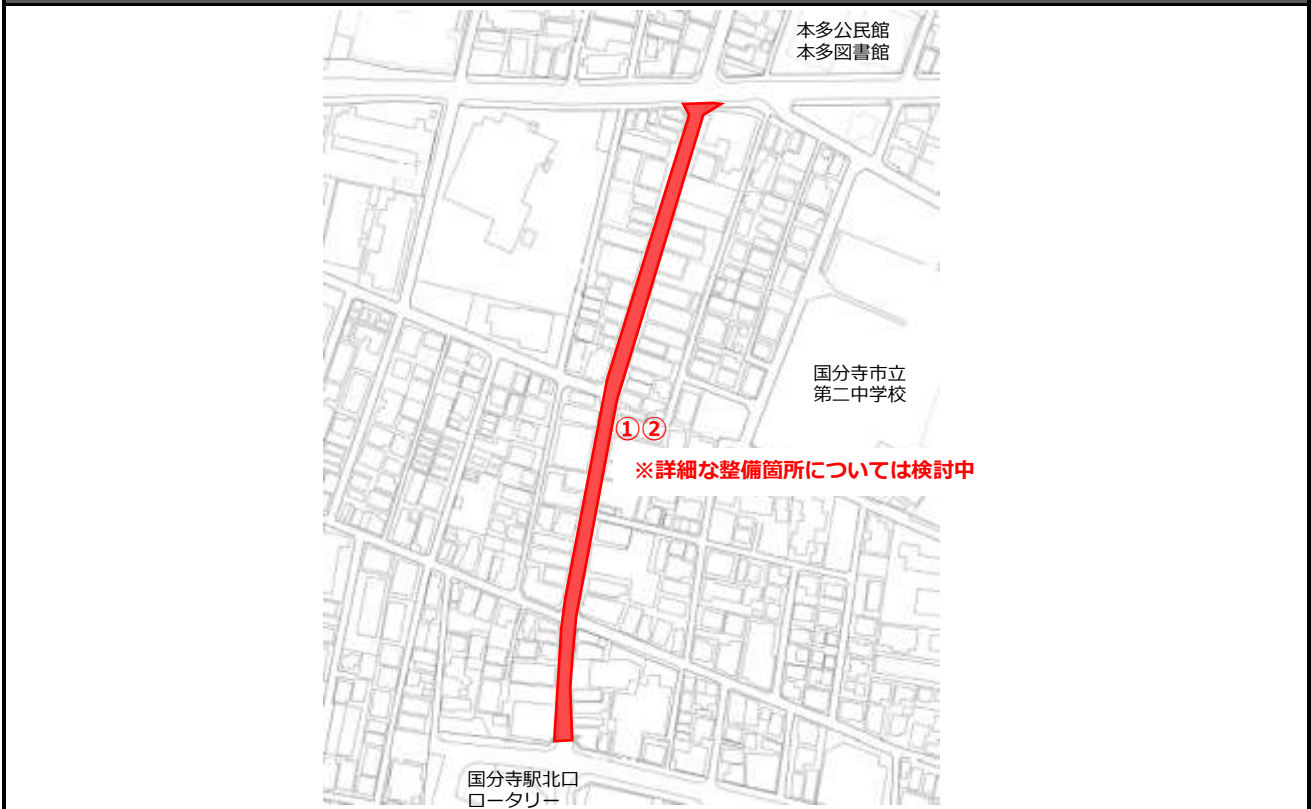 本多公民館
本多図書館
国分寺市立
第二中学校
①②
※詳細な整備箇所については検討中
国分寺駅北口
ロータリー